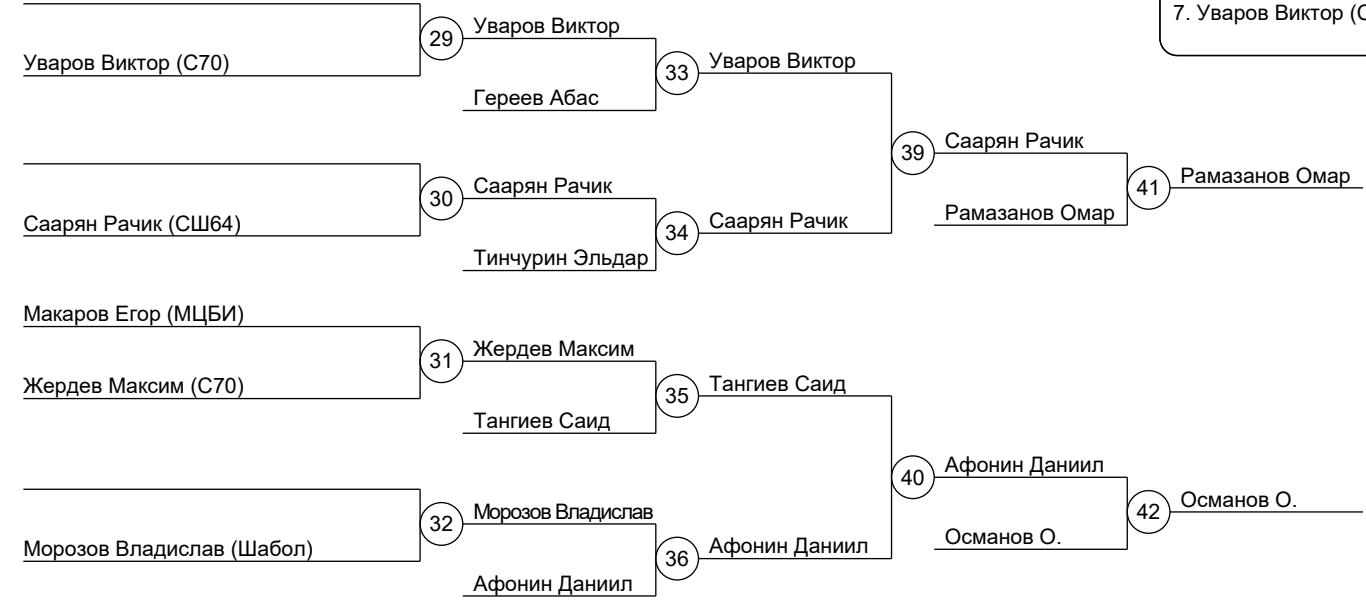 7. Уваров Виктор (С
29
Уваров Виктор
Уваров Виктор (С70)
33
Уваров Виктор
Гереев Абас
39
Саарян Рачик
30
Саарян Рачик
41
Рамазанов Омар
Саарян Рачик (СШ64)
34
Саарян Рачик
Рамазанов Омар
Тинчурин Эльдар
Макаров Егор (МЦБИ)
31
Жердев Максим
Жердев Максим (С70)
35
Тангиев Саид
Тангиев Саид
40
Афонин Даниил
32
Морозов Владислав
42
Османов О.
Морозов Владислав (Шабол)
36
Афонин Даниил
Османов О.
Афонин Даниил